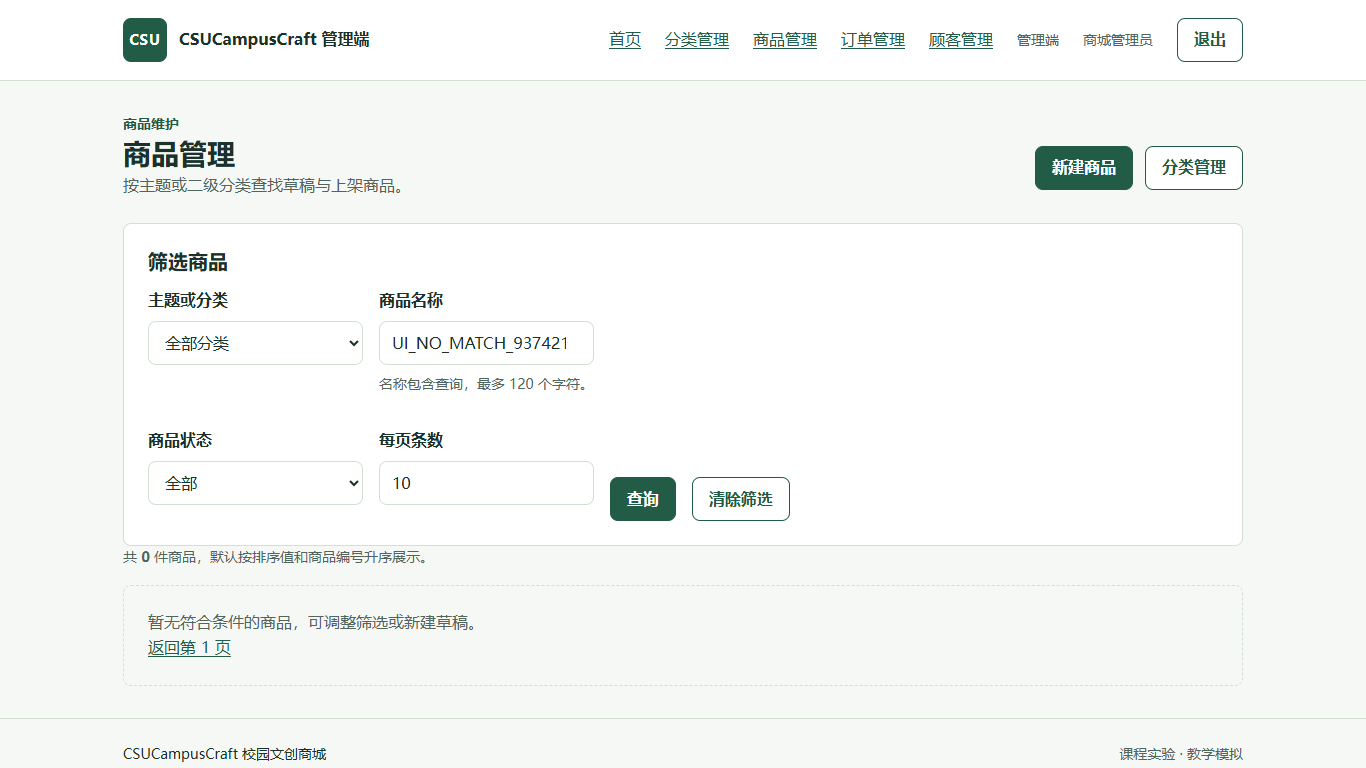 CSU CSUCampusCraft 管理端 首页 分类管理 商品管理 订单管理 顾客管理 管理端 商城管理员 退出
商品维护
商品管理
按主题或二级分类查找草稿与上架商品。
新建商品 分类管理
筛选商品
主题或分类 商品名称
全部分类 UI_NO_MATCH_937421
名称包含查询，最多 120 个字符。
商品状态 每页条数
全部 10 查询 清除筛选
共 0 件商品，默认按排序值和商品编号升序展示。
暂无符合条件的商品，可调整筛选或新建草稿。
返回第 1 页
CSUCampusCraft 校园文创商城 课程实验 · 教学模拟